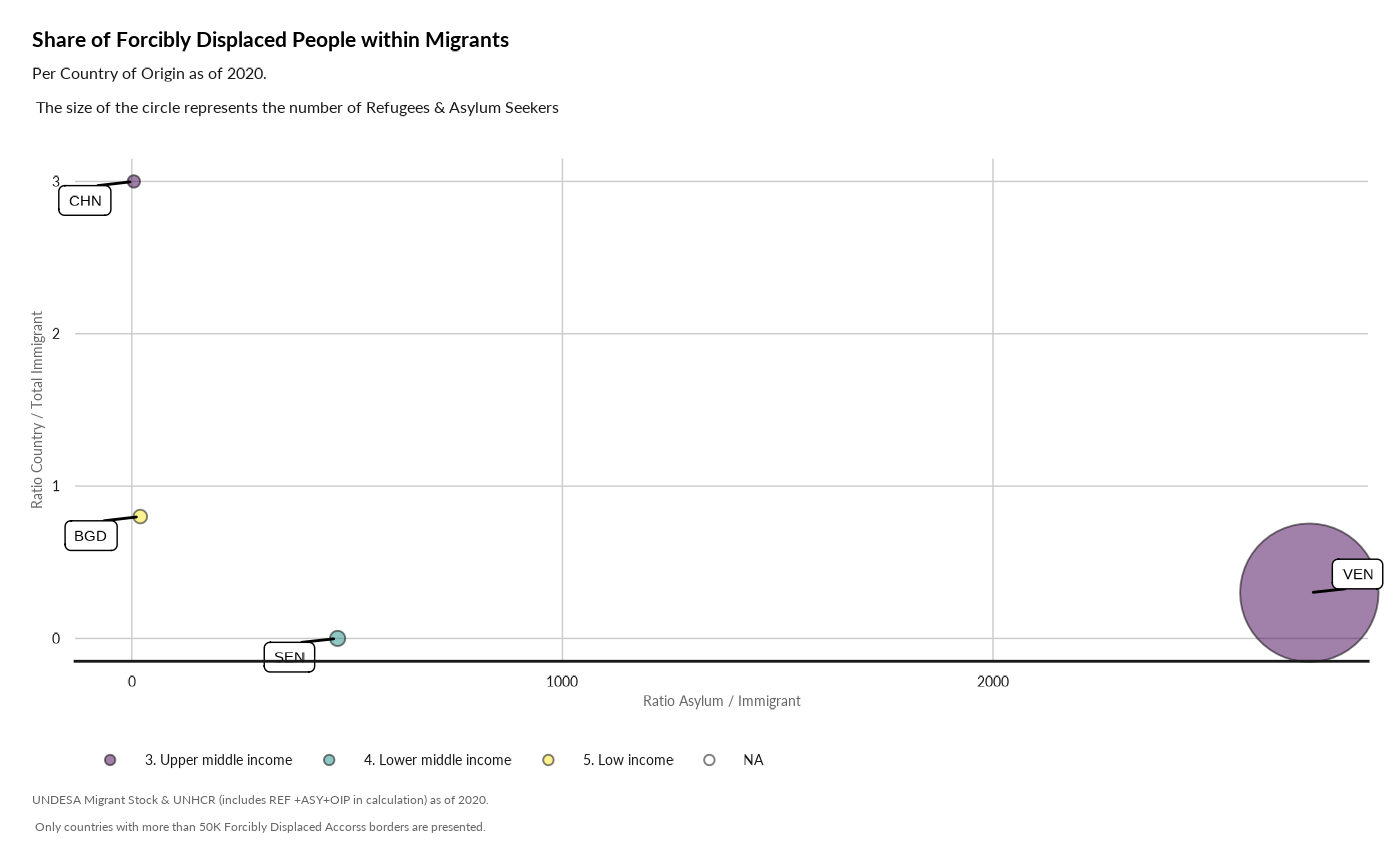 Share of Forcibly Displaced People within Migrants
Per Country of Origin as of 2020.
The size of the circle represents the number of Refugees & Asylum Seekers
3
CHN
2
Ratio Country / Total Immigrant
1
BGD
VEN
0
SEN
0
1000
2000
Ratio Asylum / Immigrant
3. Upper middle income
4. Lower middle income
5. Low income
NA
UNDESA Migrant Stock & UNHCR (includes REF +ASY+OIP in calculation) as of 2020.
Only countries with more than 50K Forcibly Displaced Accorss borders are presented.